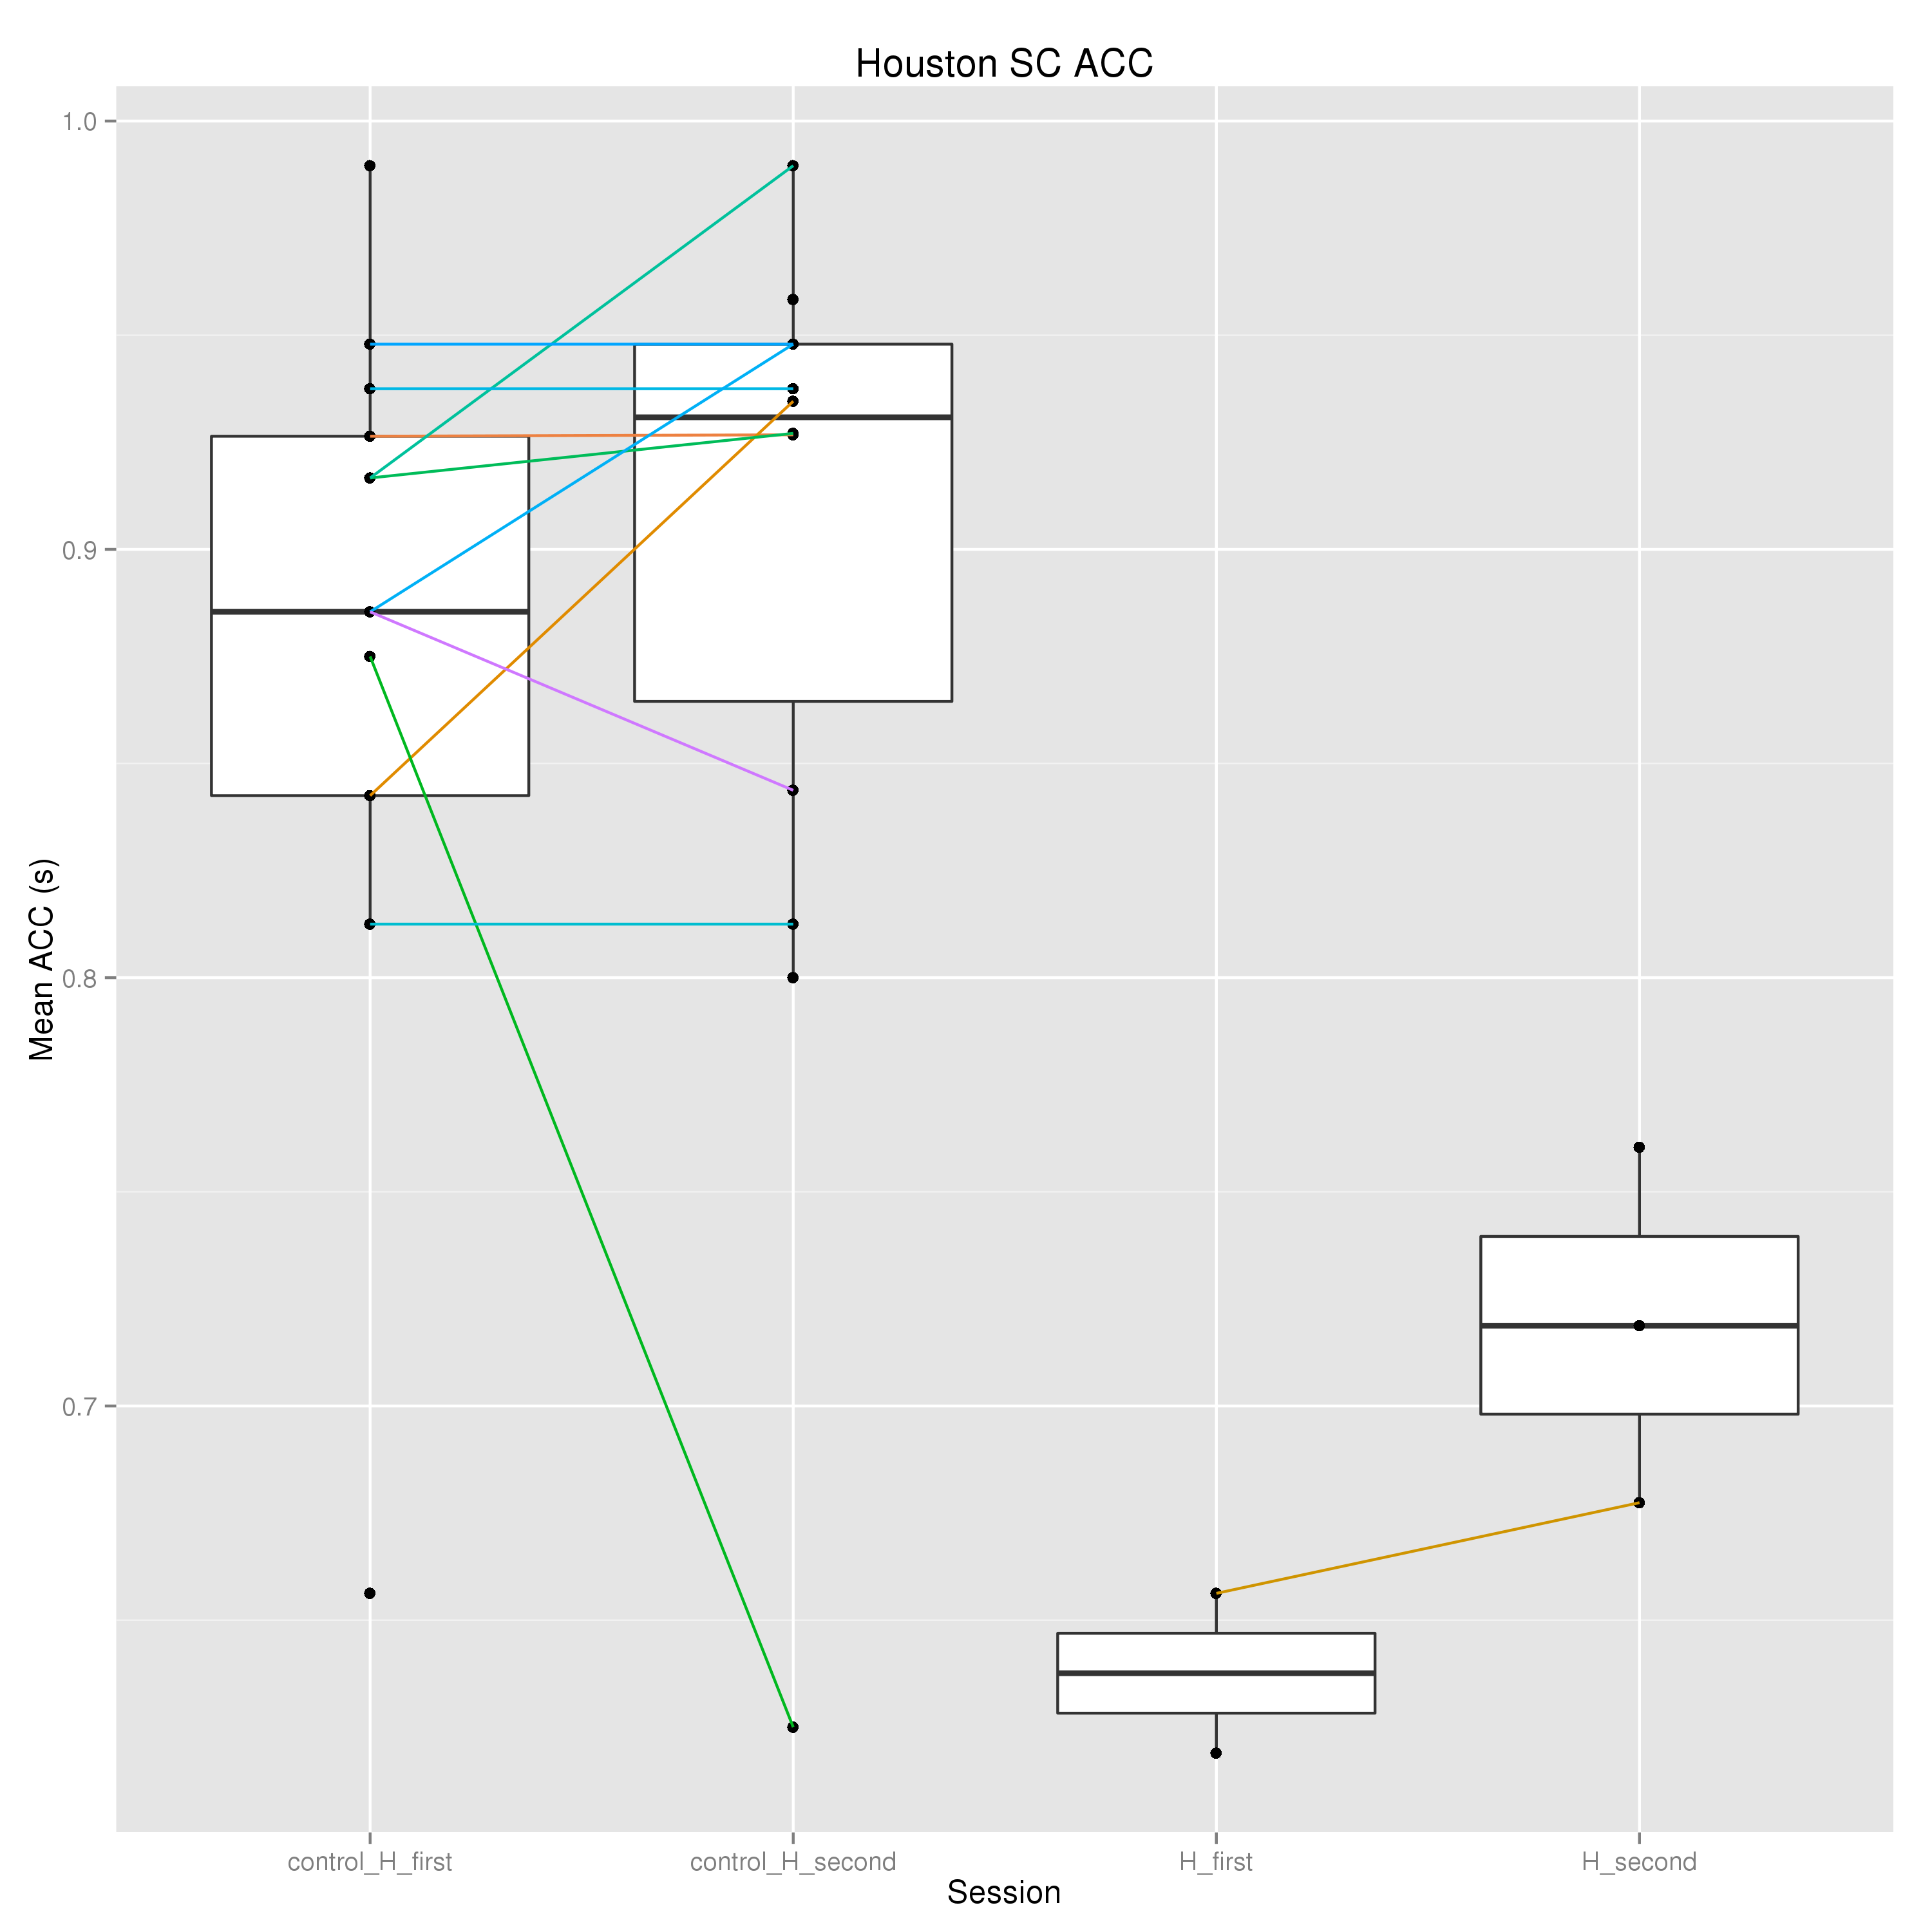 Houston SC ACC
1.0
0.9
0.8
0.7
Mean ACC (s)
control_H_first
control_H_second
H_first
H_second
Session